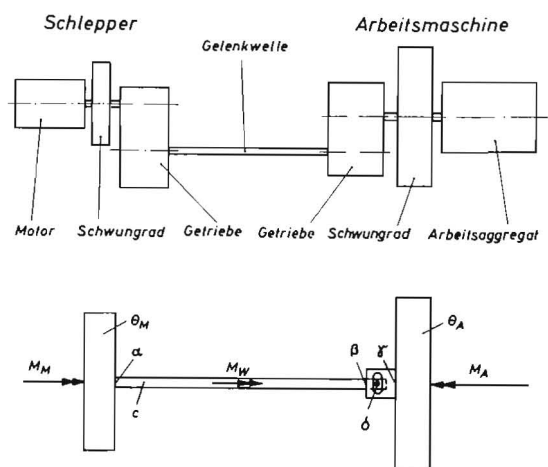 Schlepper
Arbeitsmaschine
Gelenkwelle
Motor
Schwungrad
Getriebe
Getriebe
Schwungrad
Arbeitsaggregat
θM
θA
MM
α
c
MW
β
γ
δ
MA